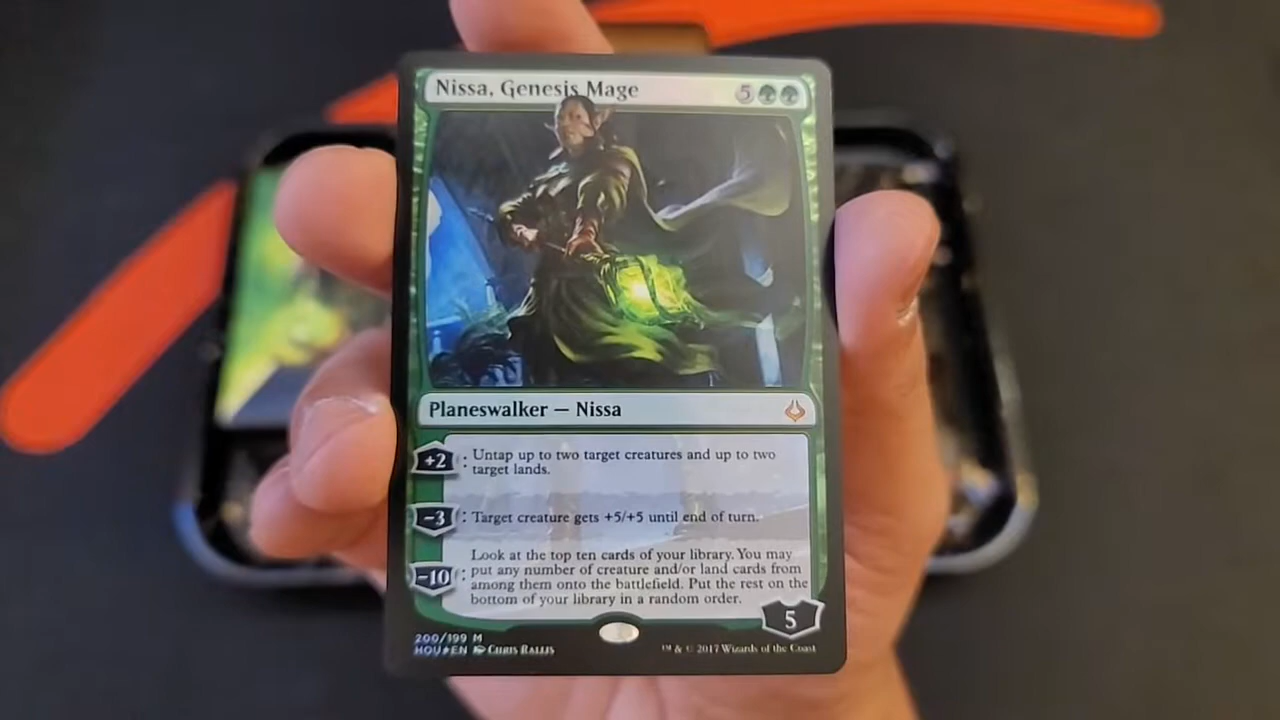 Nissa, Genesis Mage 5
Planeswalker — Nissa
+2 : Untap up to two target creatures and up to two
target lands.
−3 : Target creature gets +5/+5 until end of turn.
Look at the top ten cards of your library. You may
−10 : put any number of creature and/or land cards from
among them onto the battlefield. Put the rest on the
bottom of your library in a random order.
5
200/199 M
HOU★EN Chris Rallis
™ & © 2017 Wizards of the Coast